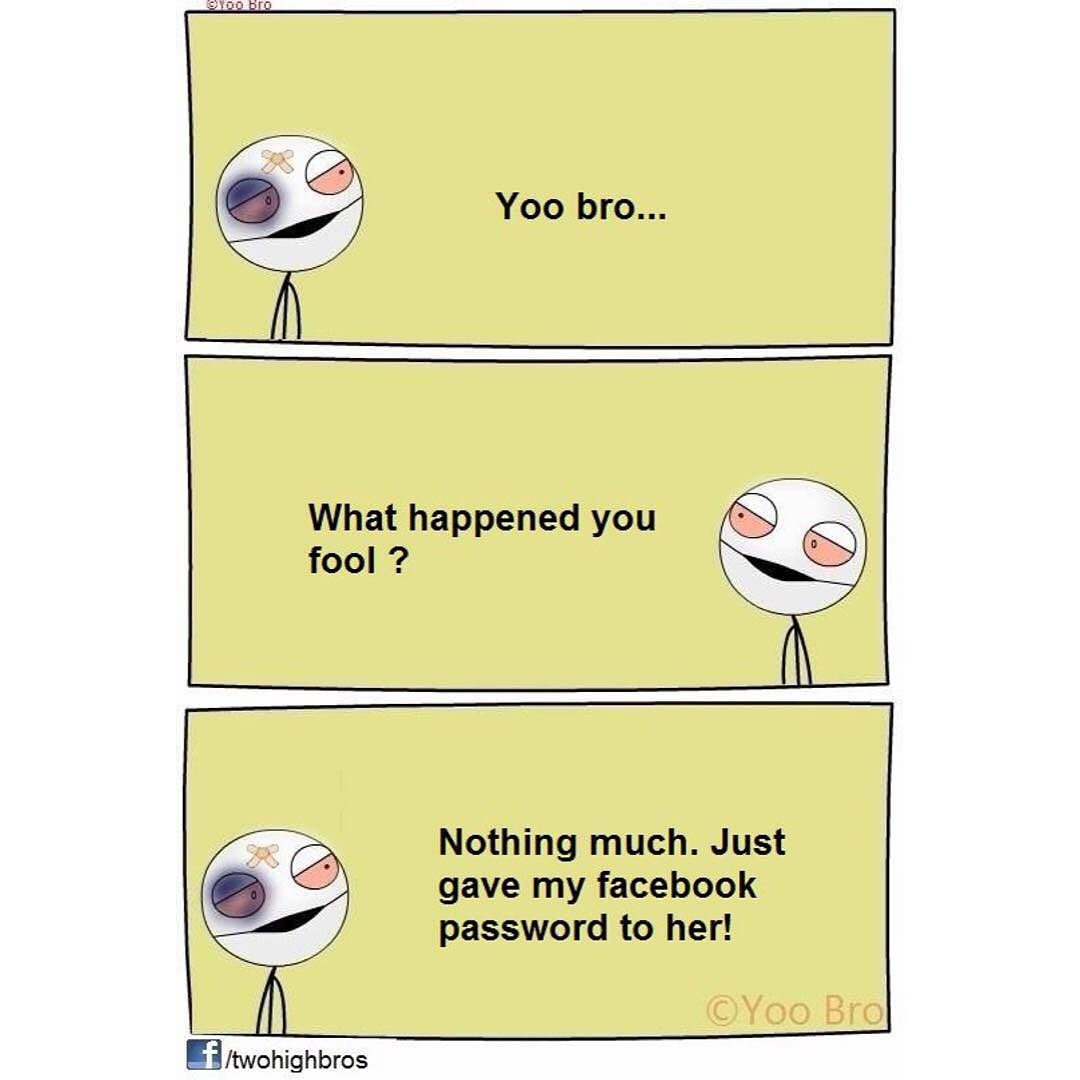 ©Yoo Bro
Yoo bro...
What happened you
fool ?
Nothing much. Just
gave my facebook
password to her!
©Yoo Bro
f /twohighbros